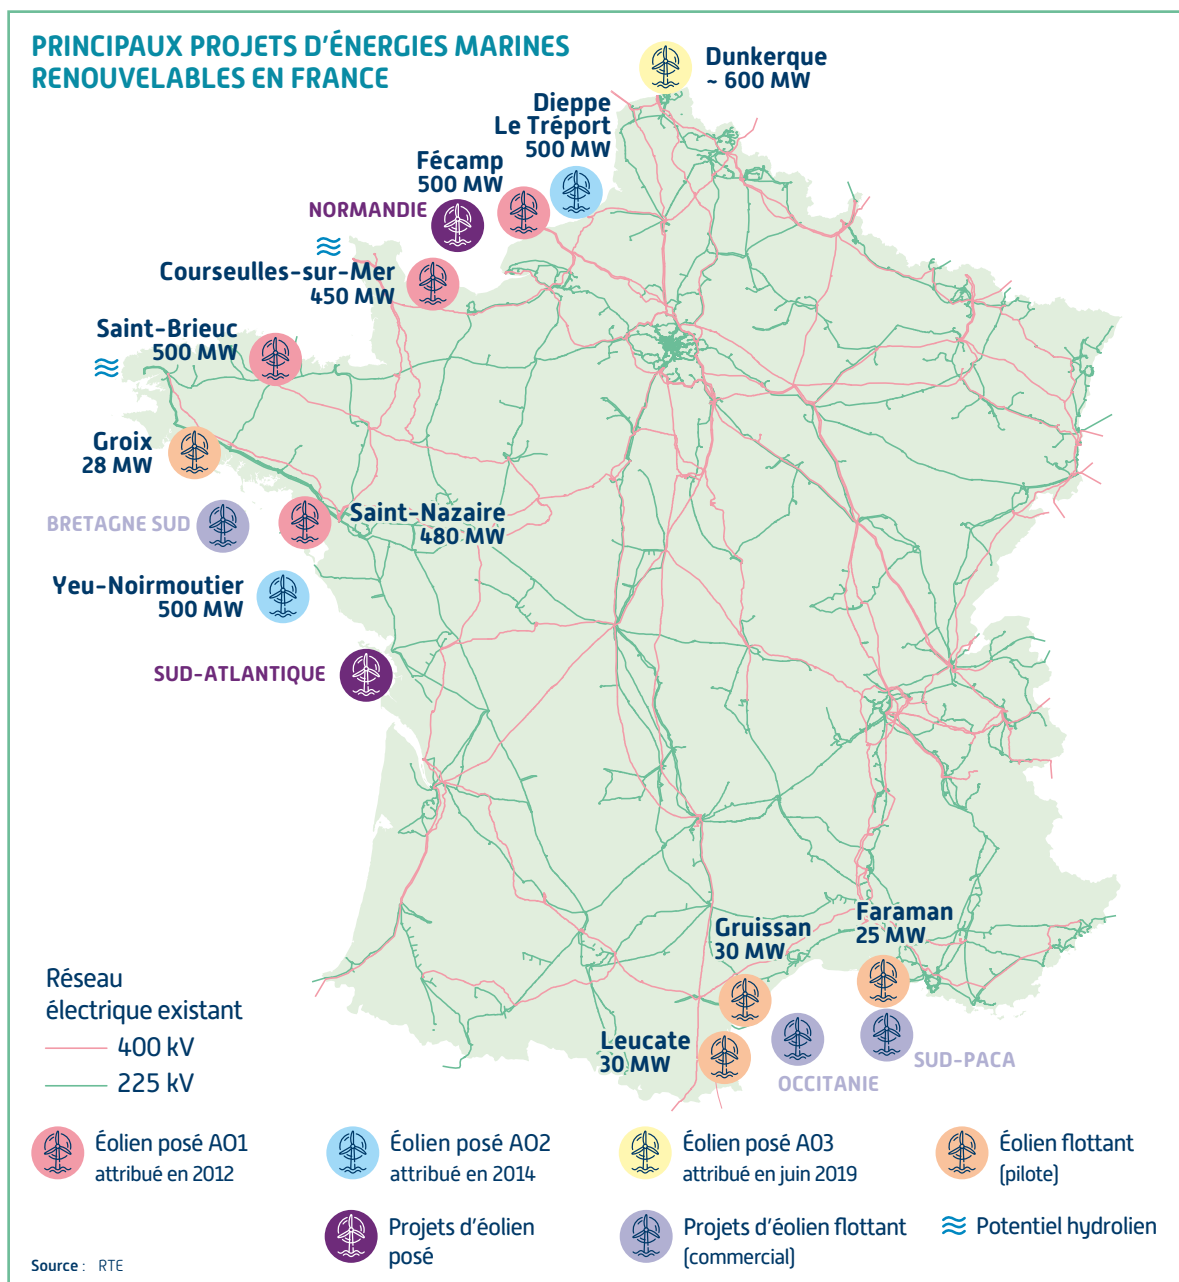 PRINCIPAUX PROJETS D'ÉNERGIES MARINES
RENOUVELABLES EN FRANCE
Dunkerque
~ 600 MW
Dieppe
Le Tréport
500 MW
Fécamp
500 MW
NORMANDIE
Courseulles-sur-Mer
450 MW
Saint-Brieuc
500 MW
Groix
28 MW
BRETAGNE SUD
Saint-Nazaire
480 MW
Yeu-Noirmoutier
500 MW
SUD-ATLANTIQUE
Faraman
25 MW
Gruissan
30 MW
Leucate
30 MW
SUD-PACA
OCCITANIE
Réseau
électrique existant
400 kV
225 kV
Éolien posé AO1
attribué en 2012
Éolien posé AO2
attribué en 2014
Éolien posé AO3
attribué en juin 2019
Éolien flottant
(pilote)
Projets d'éolien
posé
Projets d'éolien flottant
(commercial)
Potentiel hydrolien
Source : RTE